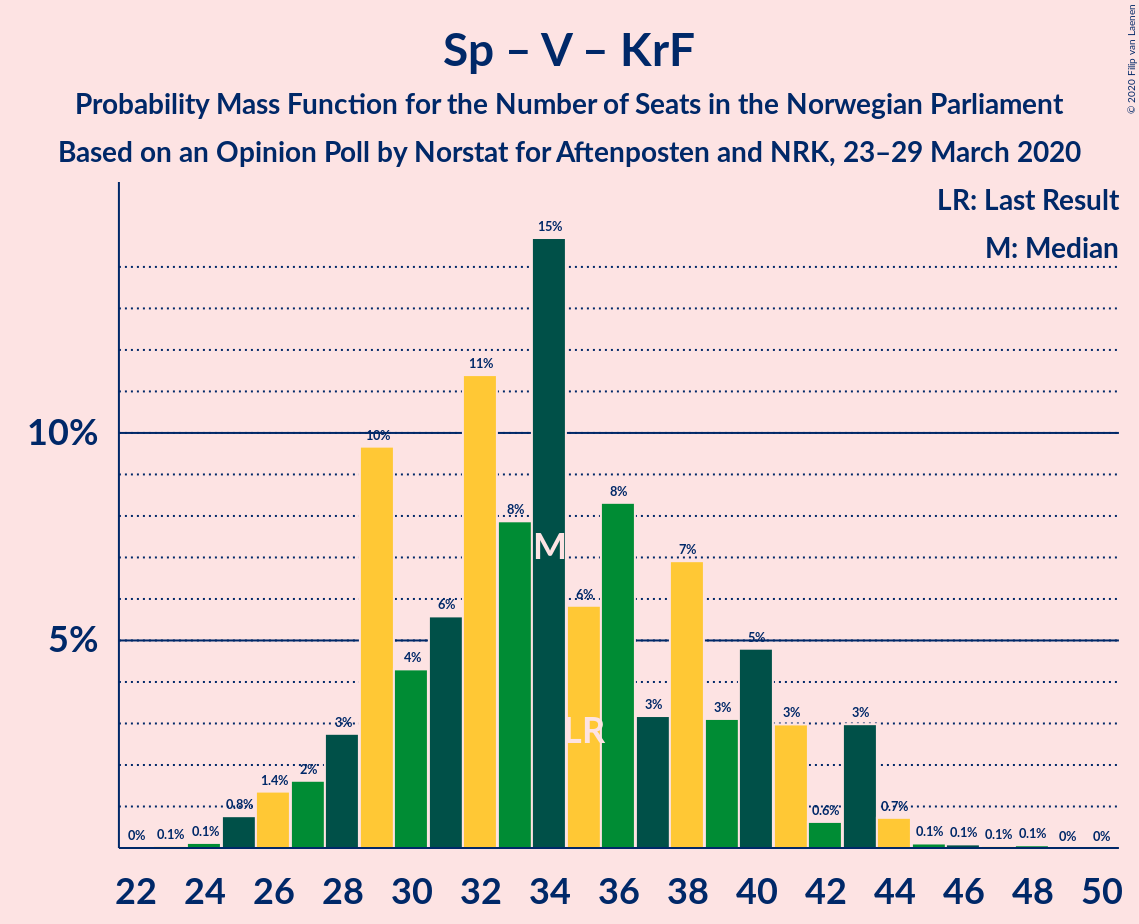 Sp – V – KrF
Probability Mass Function for the Number of Seats in the Norwegian Parliament
Based on an Opinion Poll by Norstat for Aftenposten and NRK, 23–29 March 2020
© 2020 Filip van Laenen
LR: Last Result
M: Median
15%
11%
10%
10%
8%
8%
7%
6%
6%
5%
5%
4%
3%
3%
3%
3%
3%
2%
1.4%
0.8%
0.6%
0.7%
0% 0.1% 0.1% 0.1% 0.1% 0.1% 0.1% 0% 0%
M
LR
22 24 26 28 30 32 34 36 38 40 42 44 46 48 50